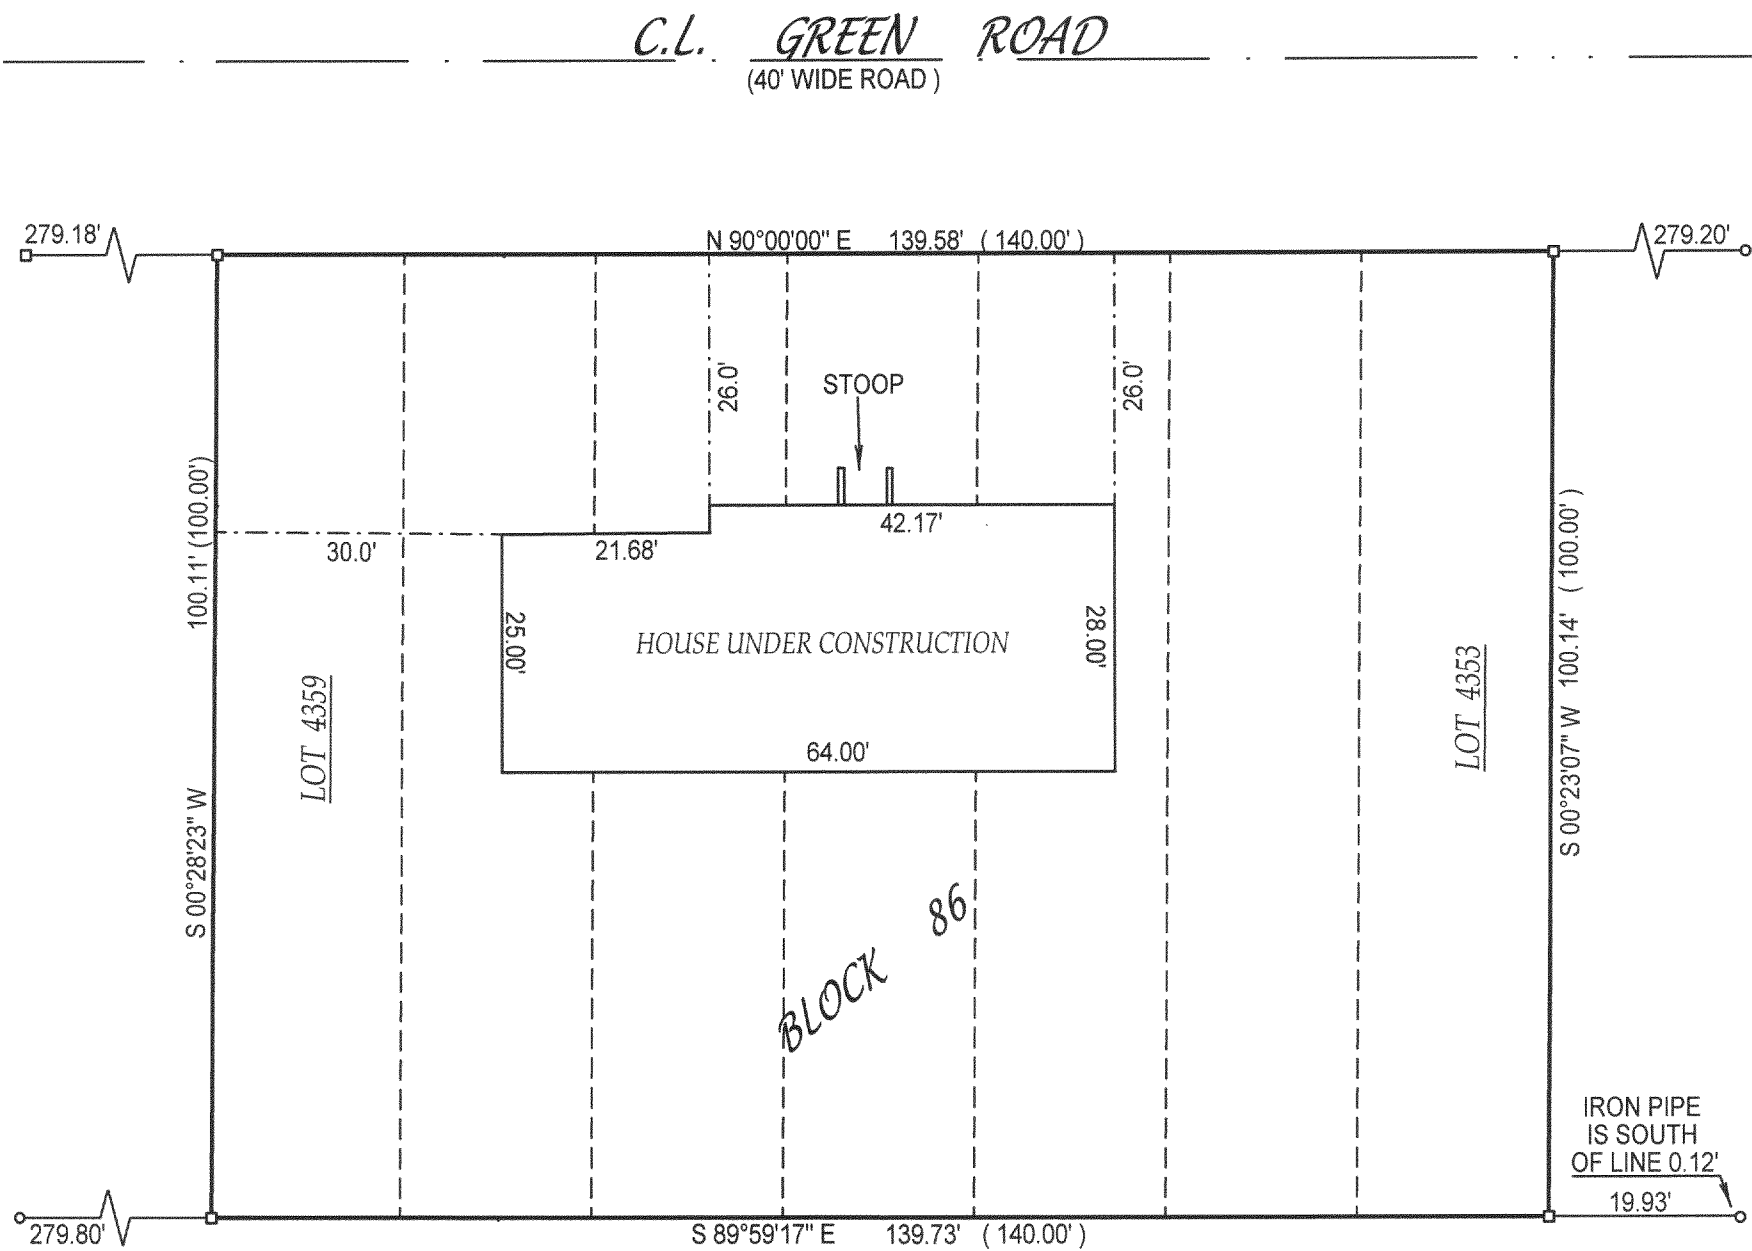 C.L. GREEN ROAD
(40' WIDE ROAD )
279.18'
N 90°00'00" E 139.58' ( 140.00' )
279.20'
26.0'
STOOP
26.0'
42.17'
100.11' (100.00')
S 00°28'23" W
30.0'
21.68'
25.00'
HOUSE UNDER CONSTRUCTION
28.00'
64.00'
LOT 4359
LOT 4353
S 00°23'07" W 100.14' ( 100.00' )
BLOCK 86
IRON PIPE
IS SOUTH
OF LINE 0.12'
19.93'
279.80'
S 89°59'17" E 139.73' ( 140.00' )